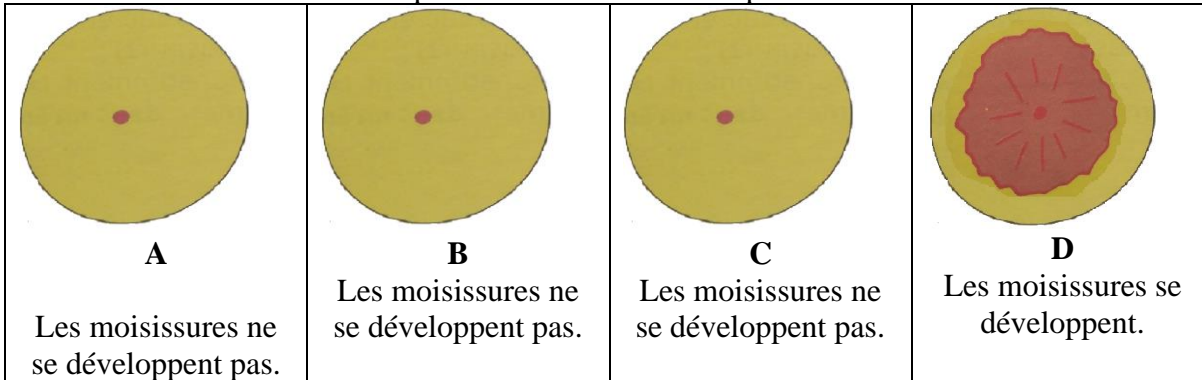 A
Les moisissures ne
se développent pas.
B
Les moisissures ne
se développent pas.
C
Les moisissures ne
se développent pas.
D
Les moisissures se
développent.